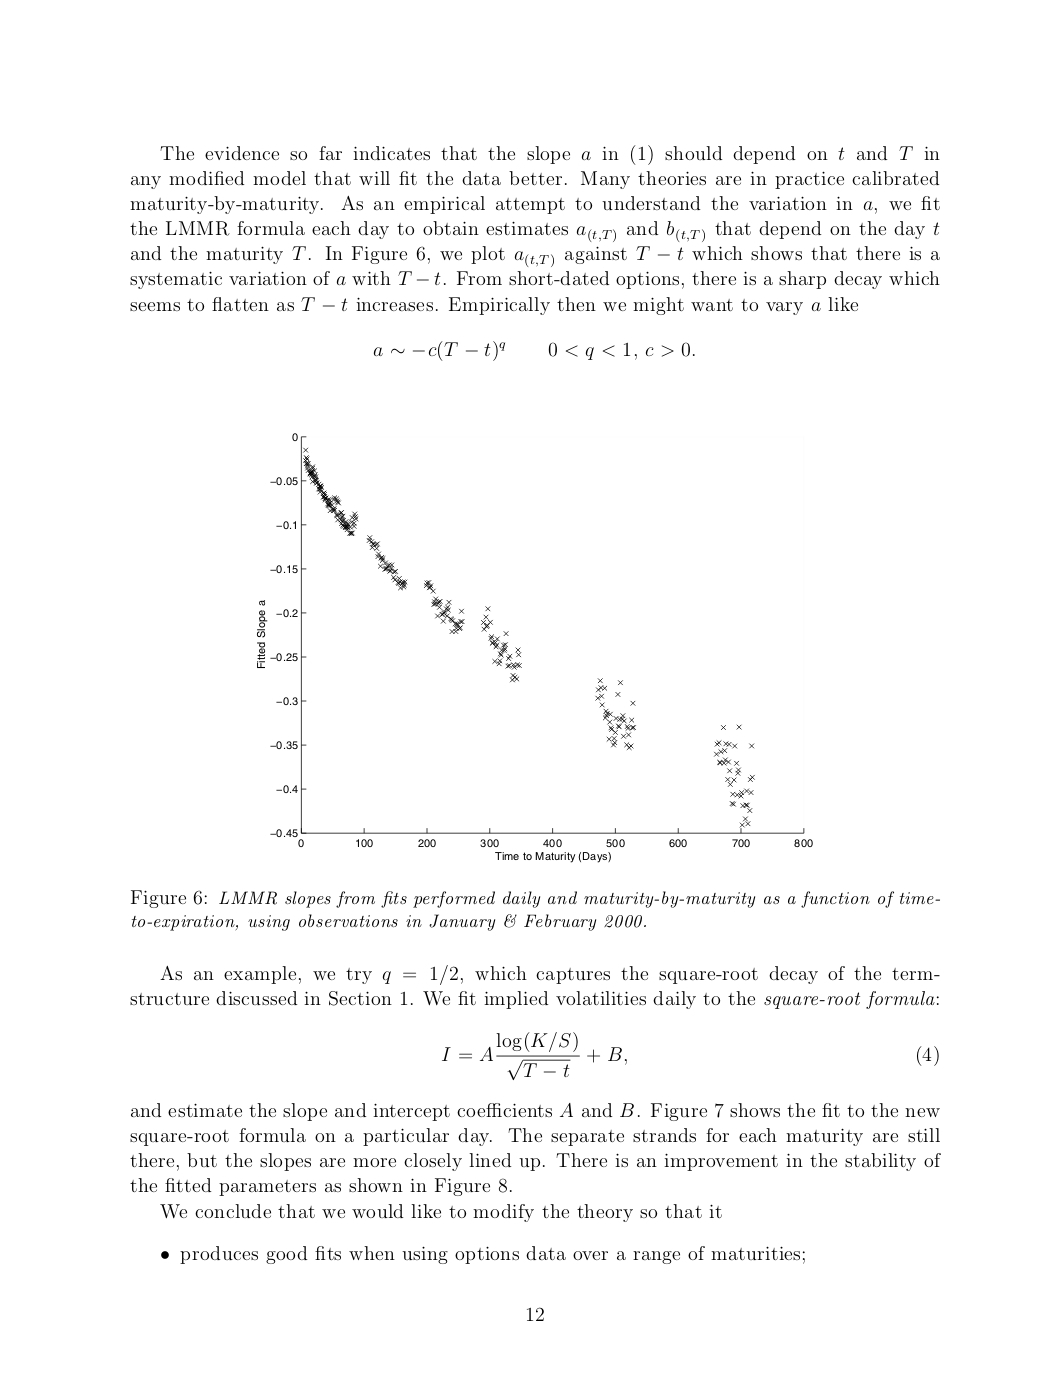 The evidence so far indicates that the slope a in (1) should depend on t and T in
any modified model that will fit the data better. Many theories are in practice calibrated
maturity-by-maturity. As an empirical attempt to understand the variation in a, we fit
the LMMR formula each day to obtain estimates a(t,T) and b(t,T) that depend on the day t
and the maturity T. In Figure 6, we plot a(t,T) against T − t which shows that there is a
systematic variation of a with T − t. From short-dated options, there is a sharp decay which
seems to flatten as T − t increases. Empirically then we might want to vary a like
a ∼ −c(T − t)^q 0 < q < 1, c > 0.
0
−0.05
−0.1
−0.15
−0.2
−0.25
−0.3
−0.35
−0.4
−0.45
Fitted Slope a
0 100 200 300 400 500 600 700 800
Time to Maturity (Days)
Figure 6: LMMR slopes from fits performed daily and maturity-by-maturity as a function of time-
to-expiration, using observations in January & February 2000.
As an example, we try q = 1/2, which captures the square-root decay of the term-
structure discussed in Section 1. We fit implied volatilities daily to the square-root formula:
I = A log(K/S) / √(T − t) + B, (4)
and estimate the slope and intercept coefficients A and B. Figure 7 shows the fit to the new
square-root formula on a particular day. The separate strands for each maturity are still
there, but the slopes are more closely lined up. There is an improvement in the stability of
the fitted parameters as shown in Figure 8.
We conclude that we would like to modify the theory so that it
• produces good fits when using options data over a range of maturities;
12